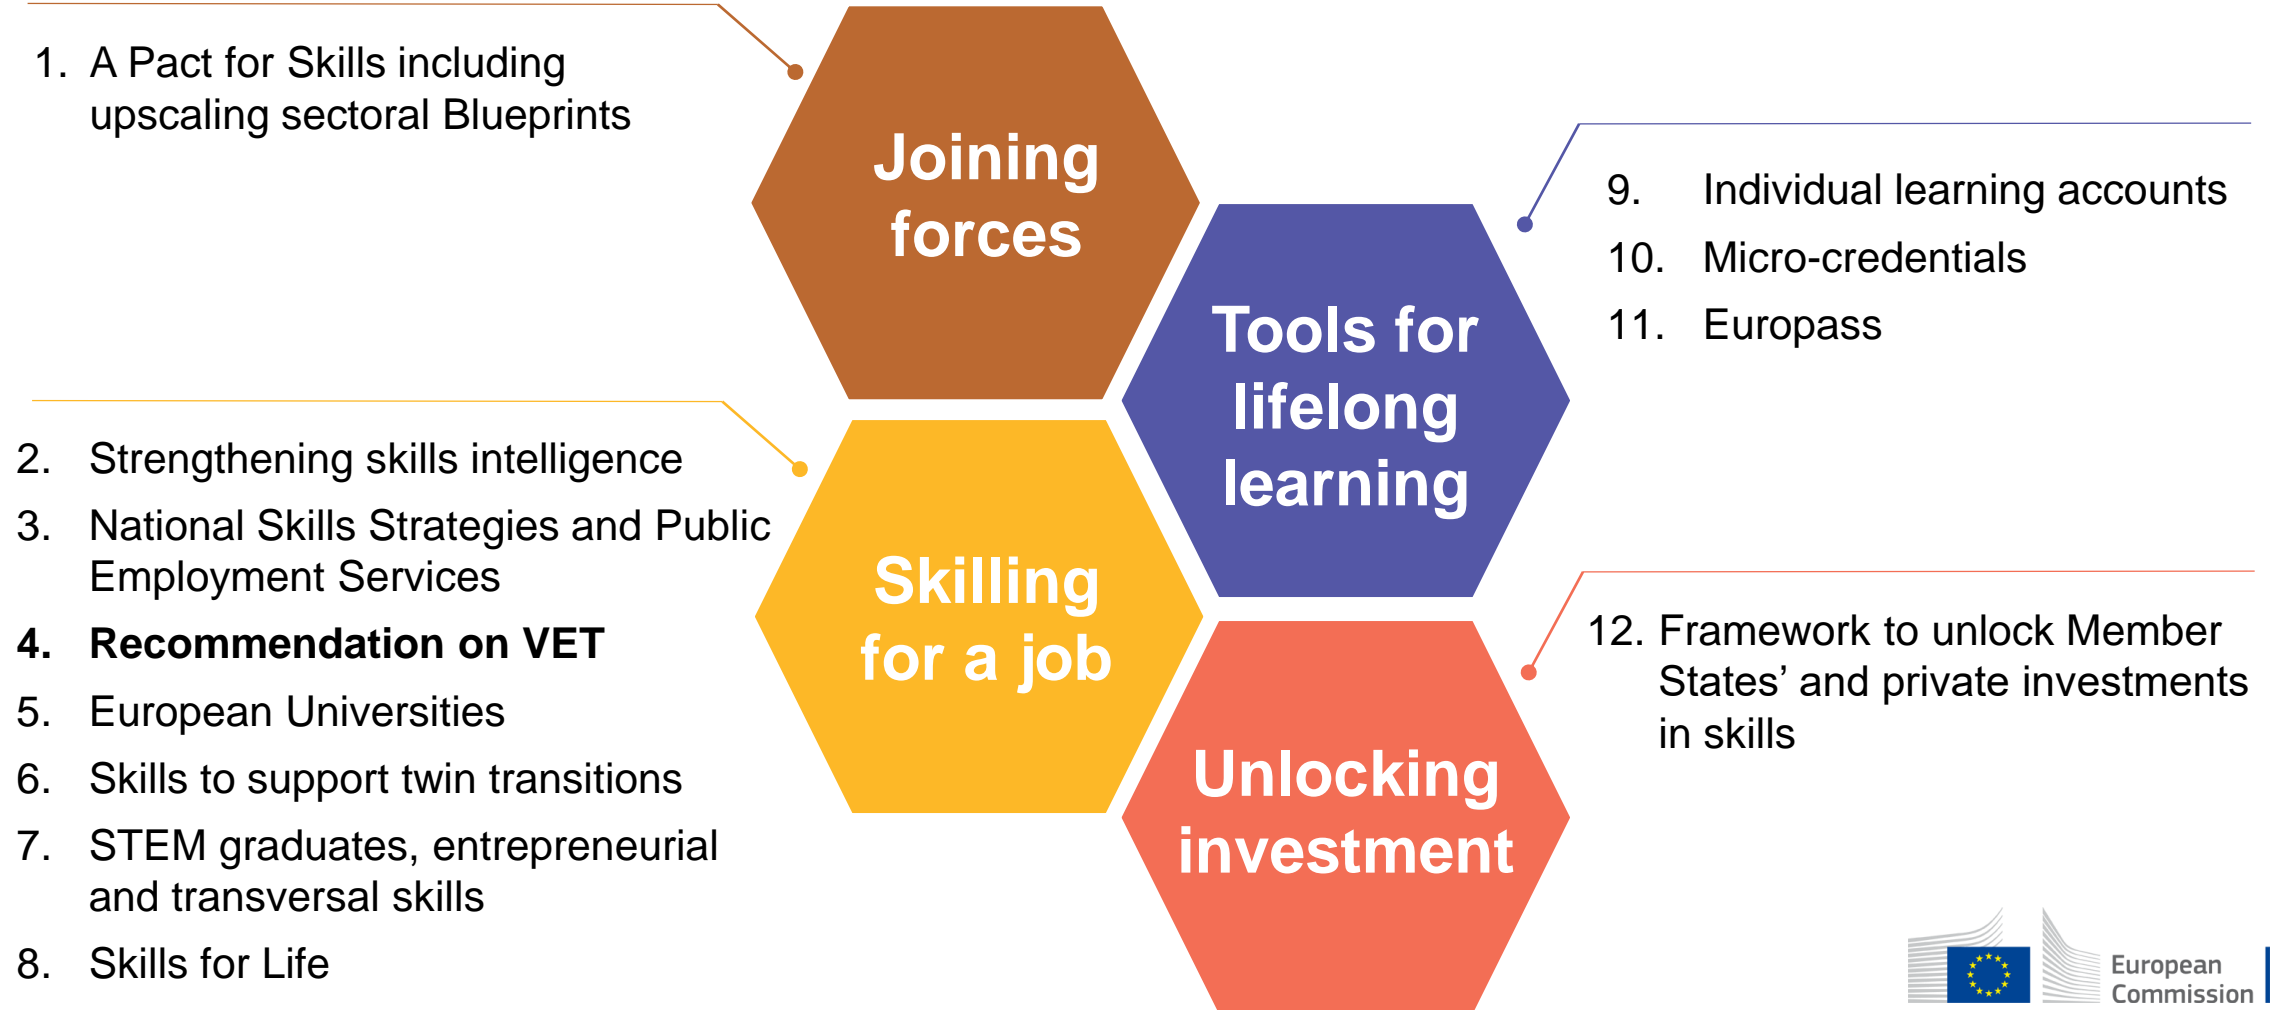 1. A Pact for Skills including
upscaling sectoral Blueprints
Joining
forces
2. Strengthening skills intelligence
3. National Skills Strategies and Public
Employment Services
4. Recommendation on VET
5. European Universities
6. Skills to support twin transitions
7. STEM graduates, entrepreneurial
and transversal skills
8. Skills for Life
Skilling
for a job
9. Individual learning accounts
10. Micro-credentials
11. Europass
Tools for
lifelong
learning
12. Framework to unlock Member
States’ and private investments
in skills
Unlocking
investment
European
Commission